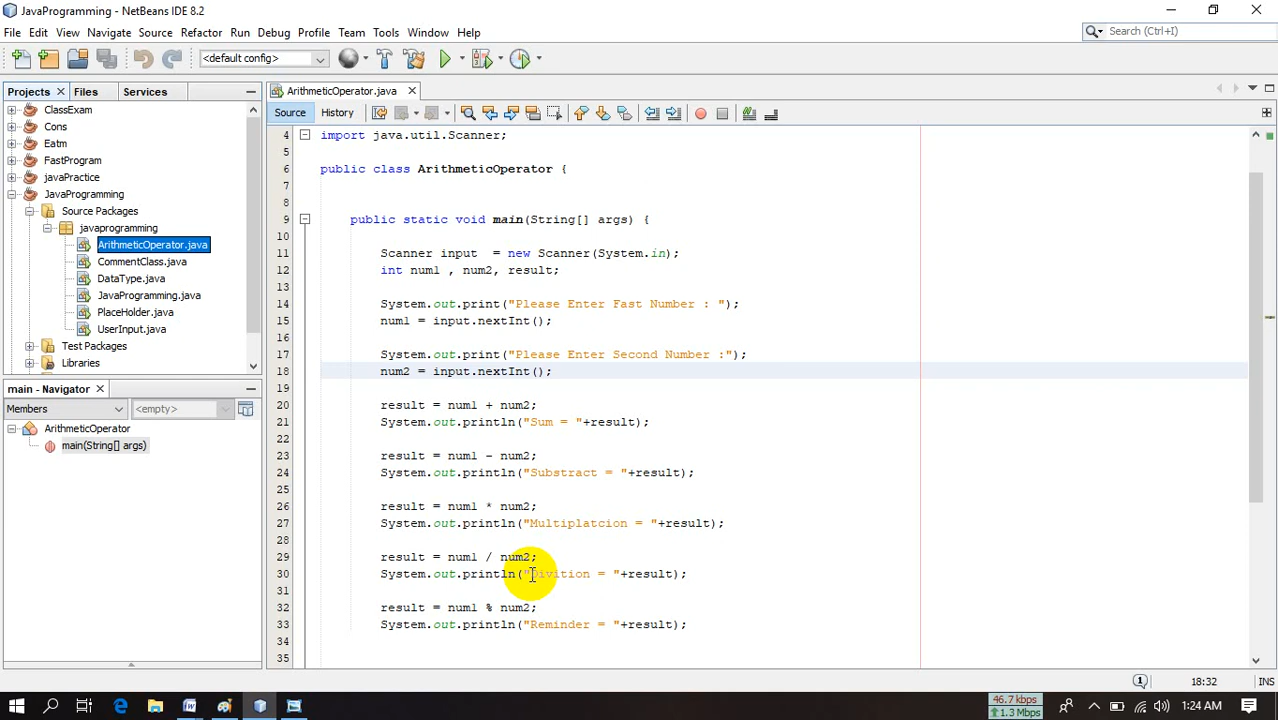 JavaProgramming - NetBeans IDE 8.2
File Edit View Navigate Source Refactor Run Debug Profile Team Tools Window Help
Search (Ctrl+I)
<default config>
Projects Files Services
ArithmeticOperator.java
ClassExam
Cons
Eatm
FastProgram
javaPractice
JavaProgramming
Source Packages
javaprogramming
ArithmeticOperator.java
CommentClass.java
DataType.java
JavaProgramming.java
PlaceHolder.java
UserInput.java
Test Packages
Libraries
main - Navigator
Members <empty>
ArithmeticOperator
main(String[] args)
Source History
4 import java.util.Scanner;
5
6 public class ArithmeticOperator {
7
8
9 public static void main(String[] args) {
10
11 Scanner input  = new Scanner(System.in);
12 int num1 , num2, result;
13
14 System.out.print("Please Enter Fast Number : ");
15 num1 = input.nextInt();
16
17 System.out.print("Please Enter Second Number :");
18 num2 = input.nextInt();
19
20 result = num1 + num2;
21 System.out.println("Sum = "+result);
22
23 result = num1 - num2;
24 System.out.println("Substract = "+result);
25
26 result = num1 * num2;
27 System.out.println("Multiplatcion = "+result);
28
29 result = num1 / num2;
30 System.out.println("Divition = "+result);
31
32 result = num1 % num2;
33 System.out.println("Reminder = "+result);
34
35
18:32 INS
46.7 kbps
1.3 Mbps
1:24 AM